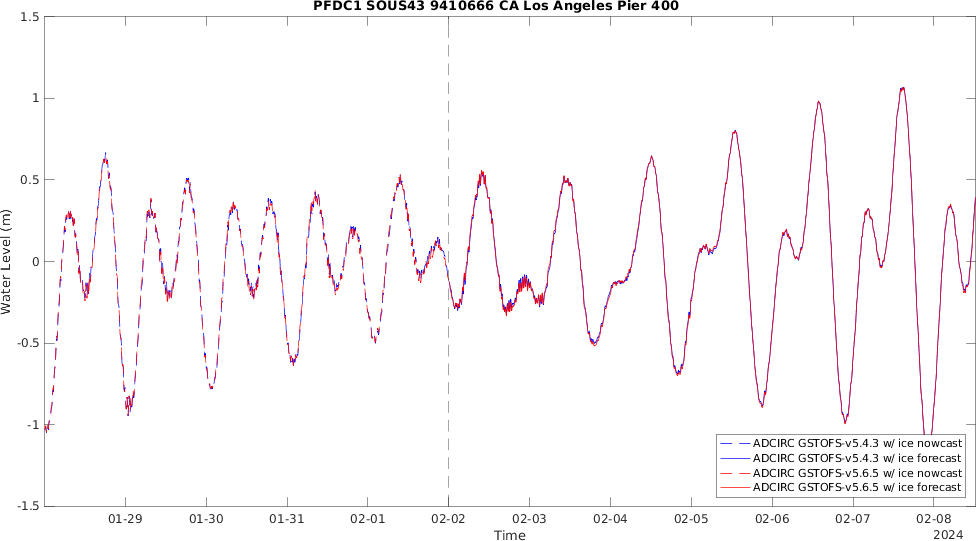 PFDC1 SOUS43 9410666 CA Los Angeles Pier 400
1.5
1
0.5
0
-0.5
-1
-1.5
Water Level (m)
01-29 01-30 01-31 02-01 02-02 02-03 02-04 02-05 02-06 02-07 02-08
Time
2024
ADCIRC GSTOFS-v5.4.3 w/ ice nowcast
ADCIRC GSTOFS-v5.4.3 w/ ice forecast
ADCIRC GSTOFS-v5.6.5 w/ ice nowcast
ADCIRC GSTOFS-v5.6.5 w/ ice forecast